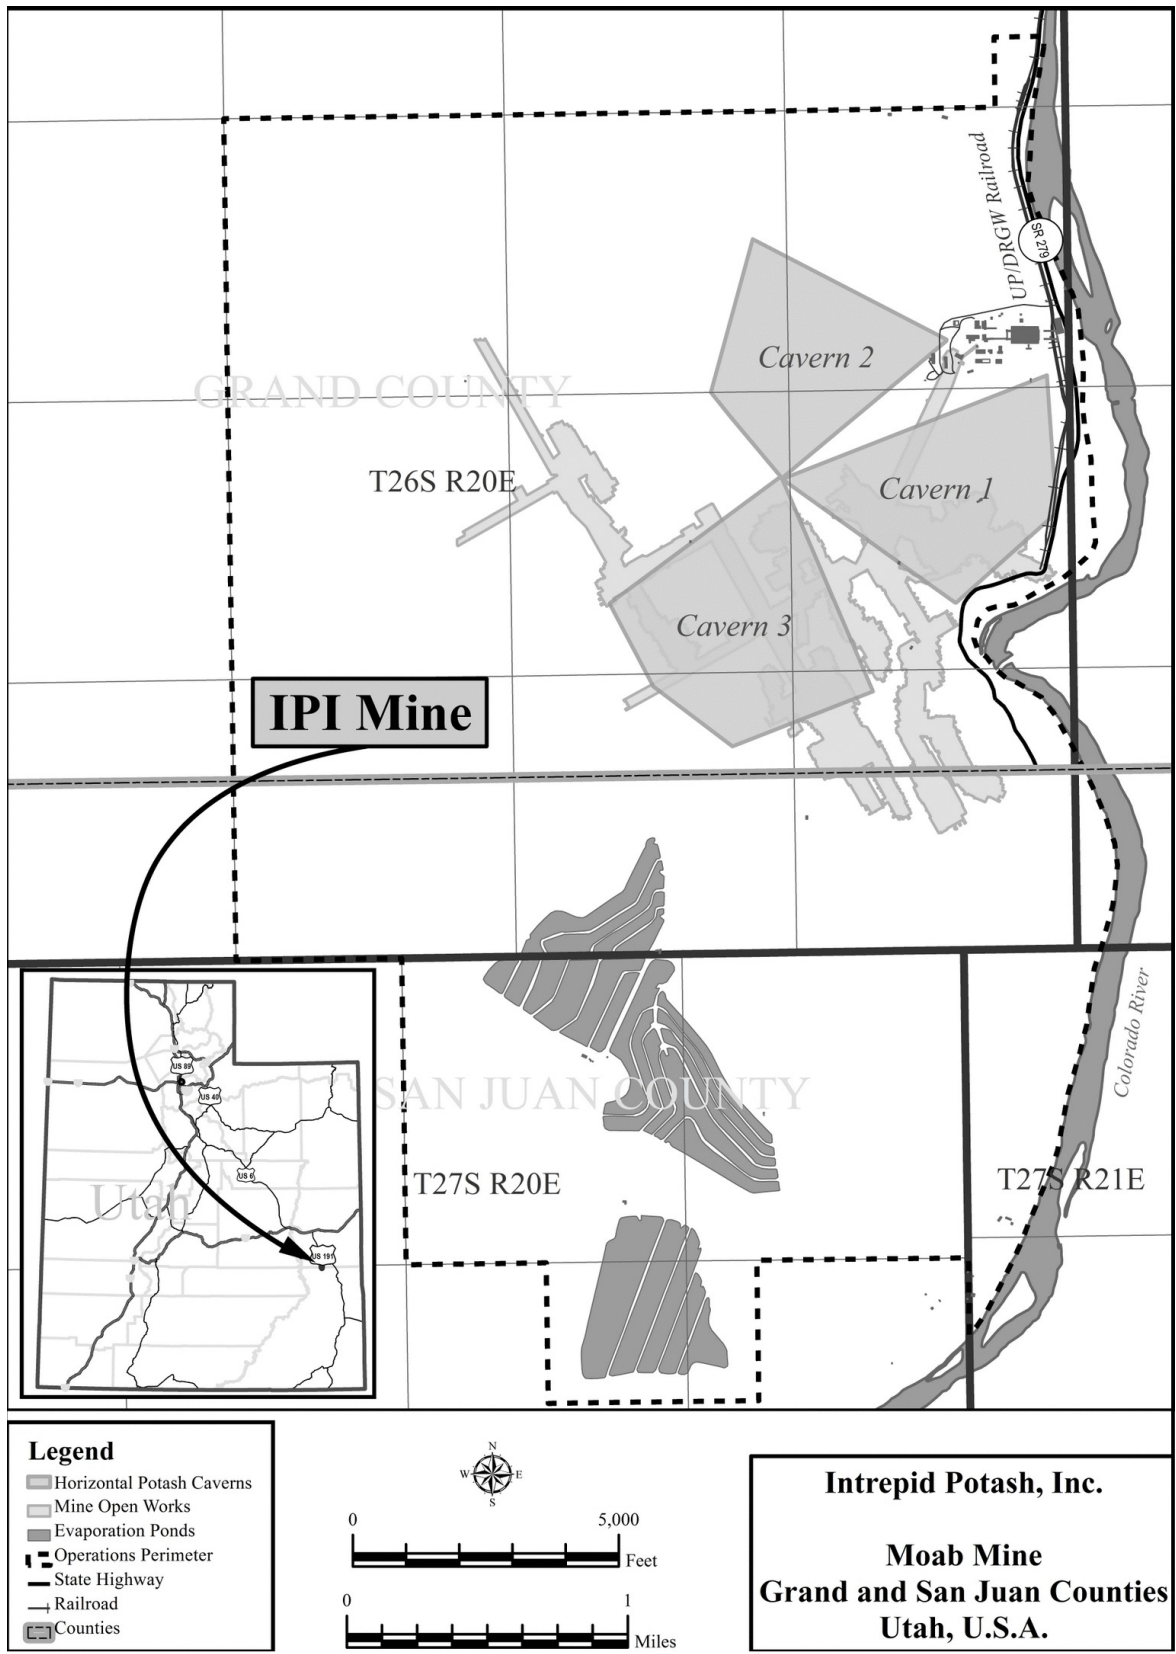 UP/DRGW Railroad
SR 279
Cavern 2
GRAND COUNTY
T26S R20E
Cavern 1
Cavern 3
IPI Mine
Colorado River
US 89
US 40
SAN JUAN COUNTY
US 6
T27S R20E
T27S R21E
Utah
US 191
Legend
Horizontal Potash Caverns
Mine Open Works
Evaporation Ponds
Operations Perimeter
State Highway
Railroad
Counties
N
W E
S
0 5,000
Feet
0 1
Miles
Intrepid Potash, Inc.
Moab Mine
Grand and San Juan Counties
Utah, U.S.A.